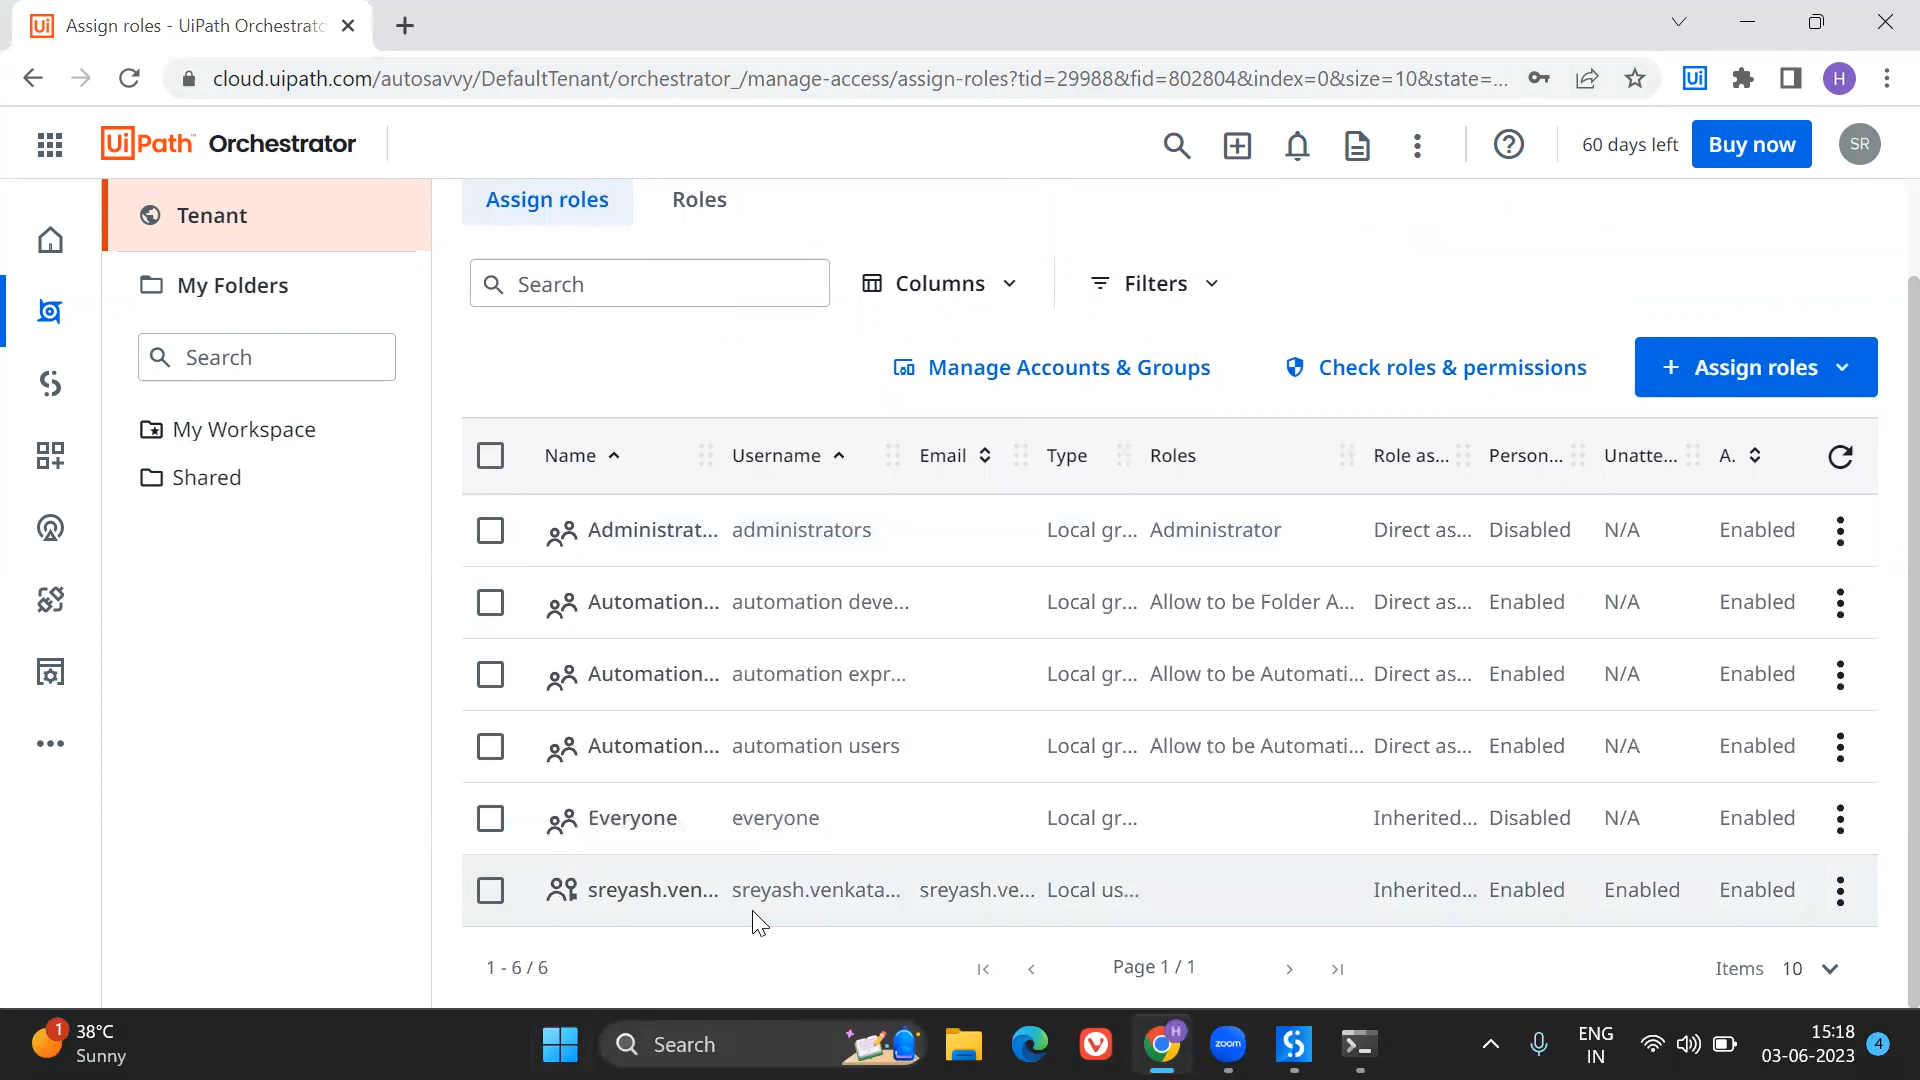 Assign roles - UiPath Orchestrato
cloud.uipath.com/autosavvy/DefaultTenant/orchestrator_/manage-access/assign-roles?tid=29988&fid=802804&index=0&size=10&state=...
H
UiPath™ Orchestrator
60 days left
Buy now
SR
Tenant
My Folders
Search
My Workspace
Shared
Assign roles
Roles
Search
Columns
Filters
Manage Accounts & Groups
Check roles & permissions
+ Assign roles
Name Username Email Type Roles Role as... Person... Unatte... A.
Administrat... administrators Local gr... Administrator Direct as... Disabled N/A Enabled
Automation... automation deve... Local gr... Allow to be Folder A... Direct as... Enabled N/A Enabled
Automation... automation expr... Local gr... Allow to be Automati... Direct as... Enabled N/A Enabled
Automation... automation users Local gr... Allow to be Automati... Direct as... Enabled N/A Enabled
Everyone everyone Local gr... Inherited... Disabled N/A Enabled
sreyash.ven... sreyash.venkata... sreyash.ve... Local us... Inherited... Enabled Enabled Enabled
1 - 6 / 6
Page 1 / 1
Items 10
1
38°C
Sunny
Search
H
zoom
ENG
IN
15:18
03-06-2023
4